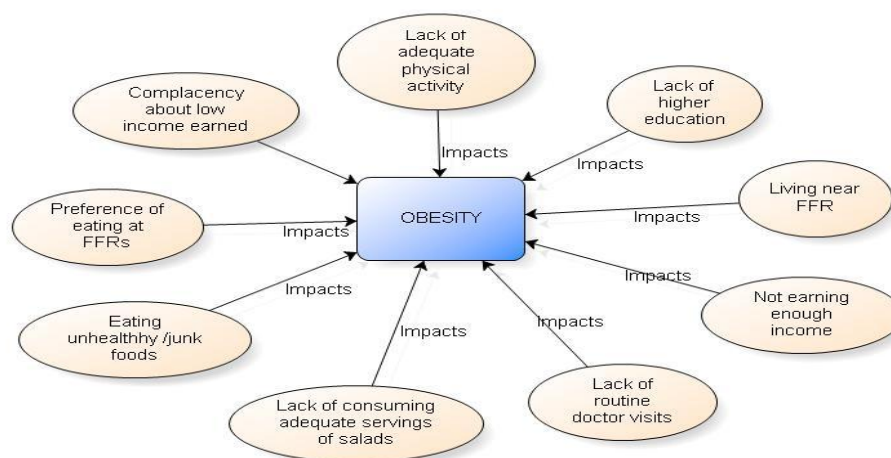 Lack of
adequate
physical
activity
Complacency
about low
income earned
Lack of
higher
education
Impacts
Impacts
Preference of
eating at
FFRs
Impacts
OBESITY
Impacts
Living near
FFR
Eating
unhealthhy /junk
foods
Impacts
Impacts
Not earning
enough
income
Impacts
Impacts
Lack of consuming
adequate servings
of salads
Lack of
routine
doctor visits